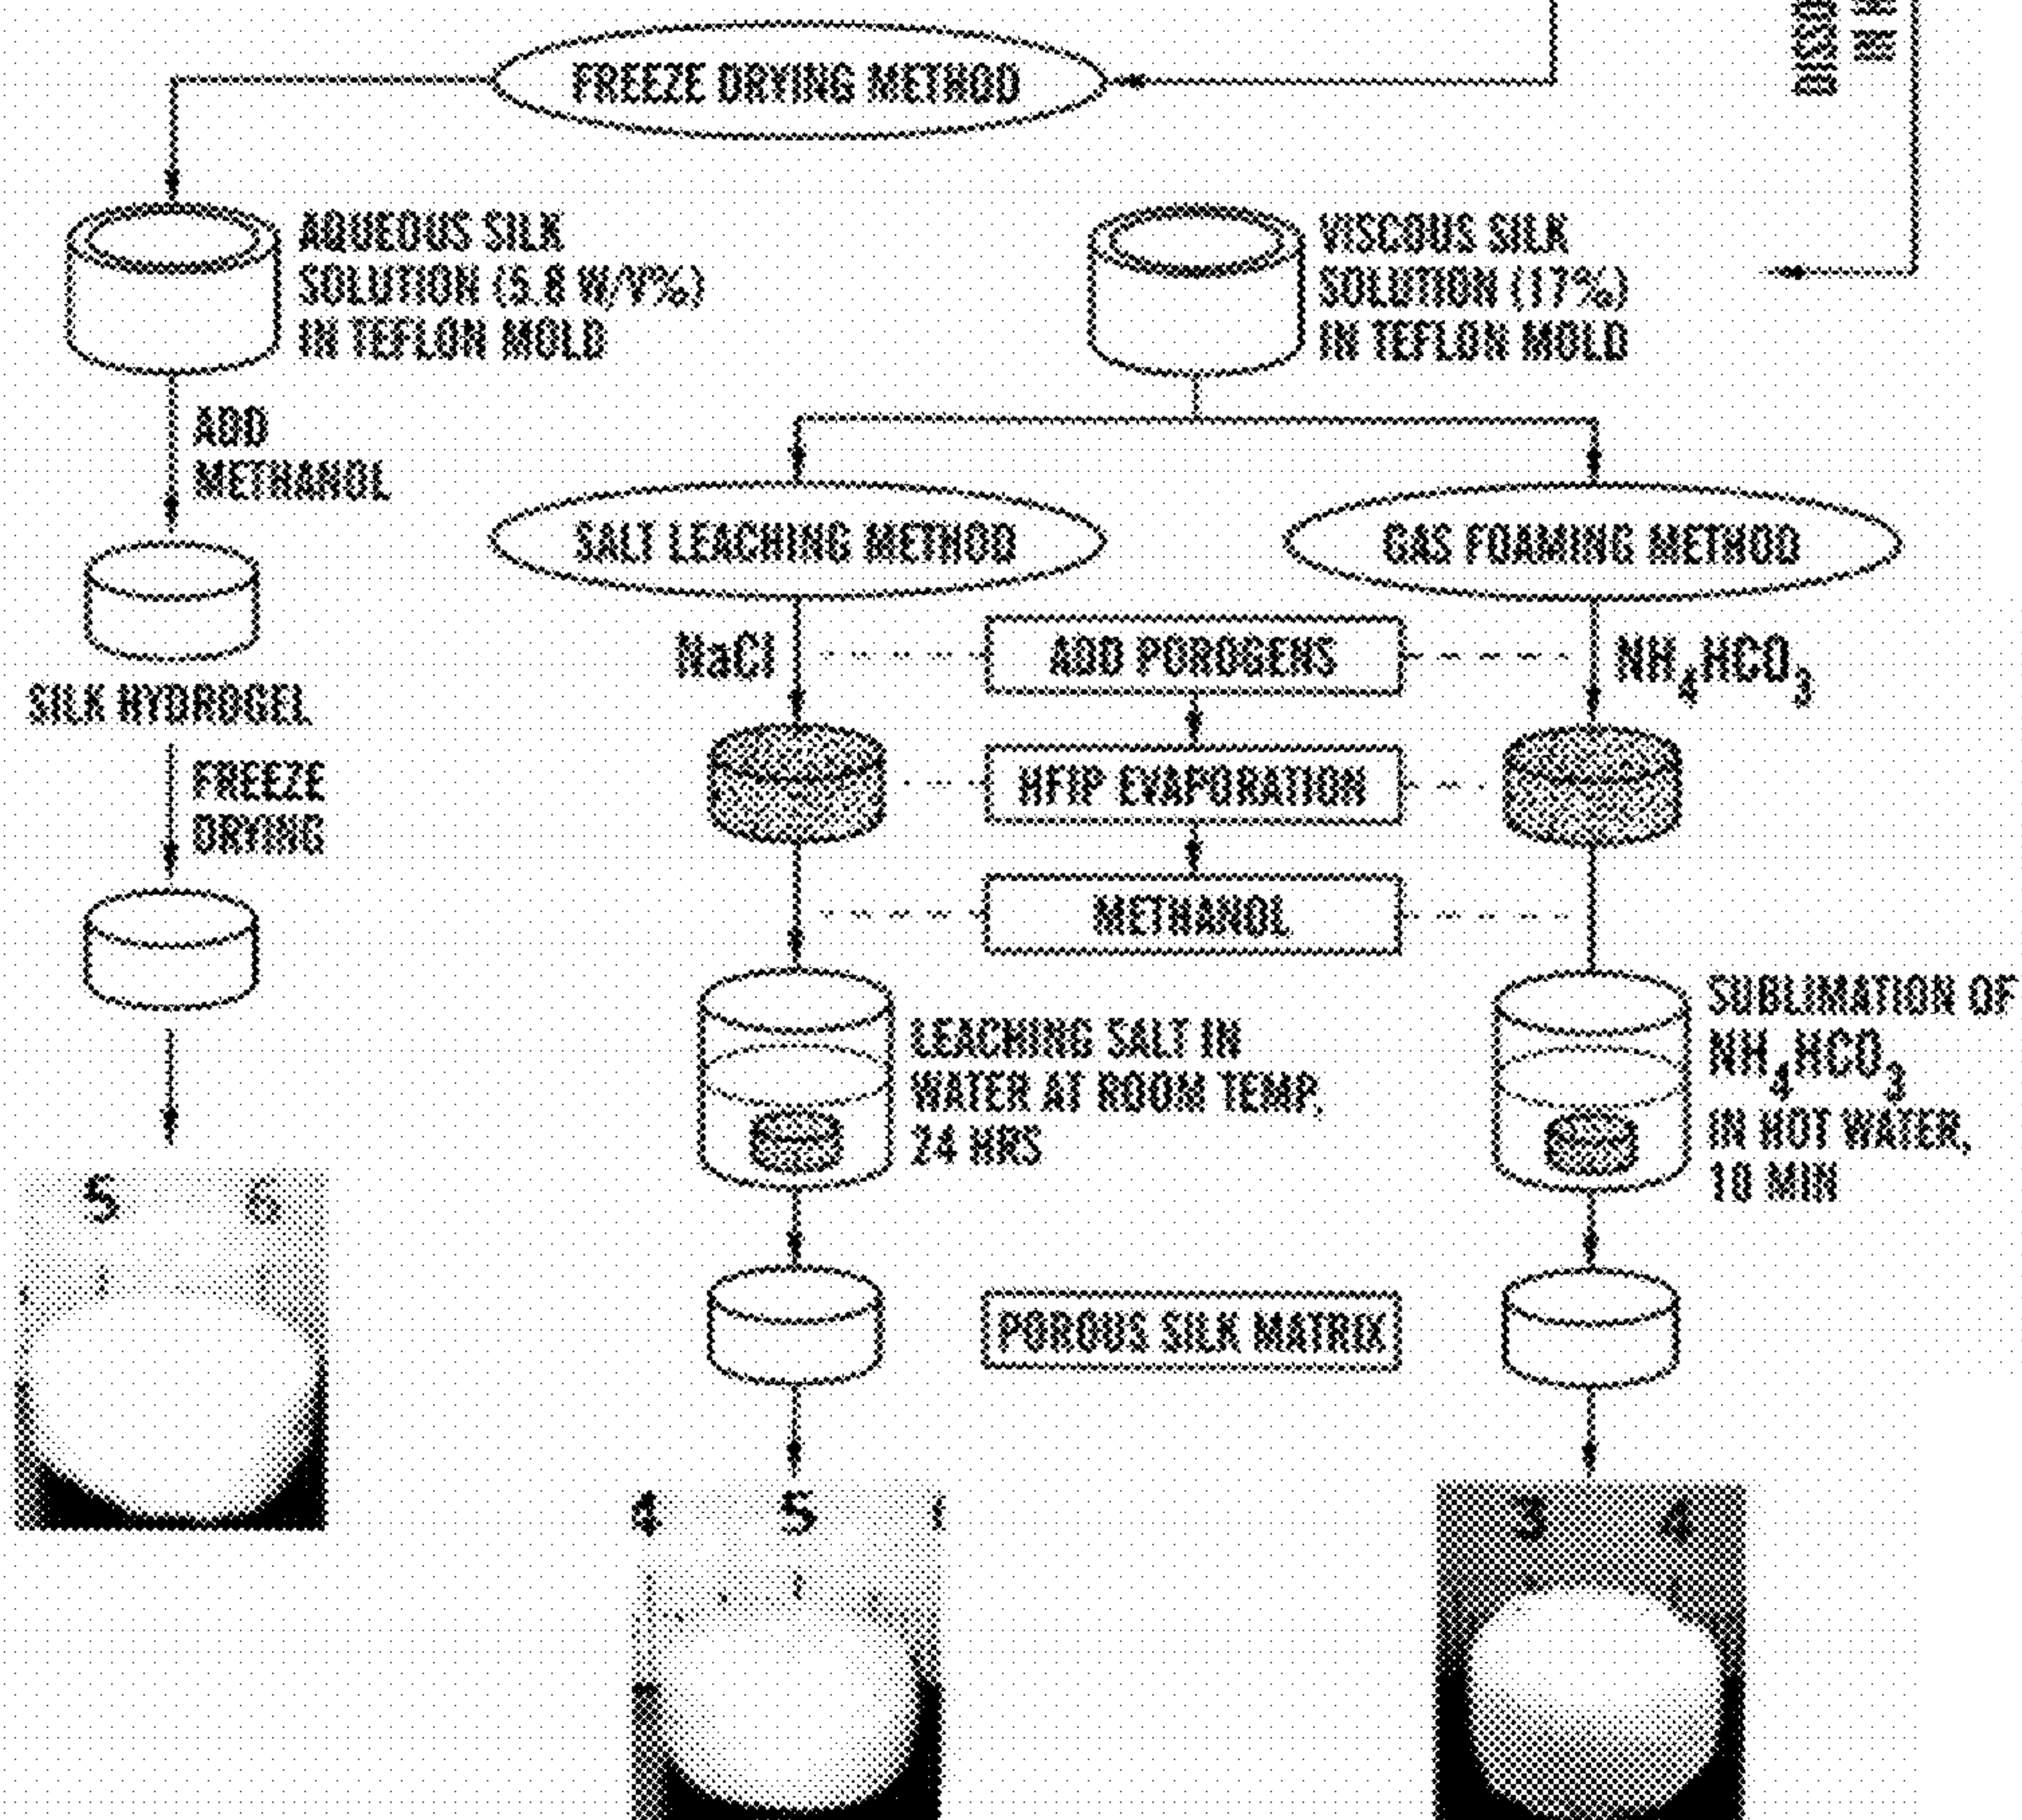 FREEZE DRYING METHOD
AQUEOUS SILK
SOLUTION (5.8 W/V%)
IN TEFLON MOLD
VISCOUS SILK
SOLUTION (17%)
IN TEFLON MOLD
ADD
METHANOL
SALT LEACHING METHOD
GAS FOAMING METHOD
NaCl
ADD POROGENS
NH4HCO3
SILK HYDROGEL
FREEZE
DRYING
HFIP EVAPORATION
METHANOL
LEACHING SALT IN
WATER AT ROOM TEMP,
24 HRS
SUBLIMATION OF
NH4HCO3
IN HOT WATER,
10 MIN
5 6
POROUS SILK MATRIX
4 5
3 4